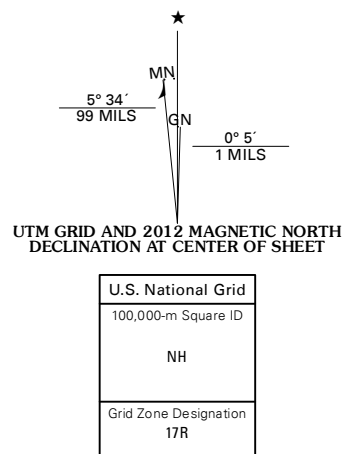 ★
MN
5° 34´
99 MILS
GN
0° 5´
1 MILS
UTM GRID AND 2012 MAGNETIC NORTH
DECLINATION AT CENTER OF SHEET
U.S. National Grid
100,000-m Square ID
NH
Grid Zone Designation
17R